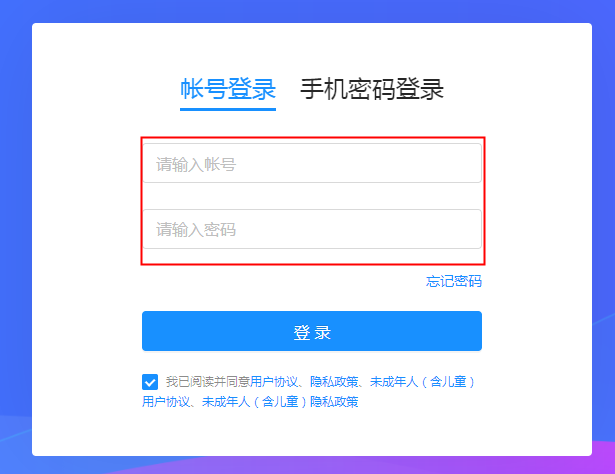 帐号登录 手机密码登录
请输入帐号
请输入密码
忘记密码
登 录
我已阅读并同意用户协议、隐私政策、未成年人（含儿童）
用户协议、未成年人（含儿童）隐私政策